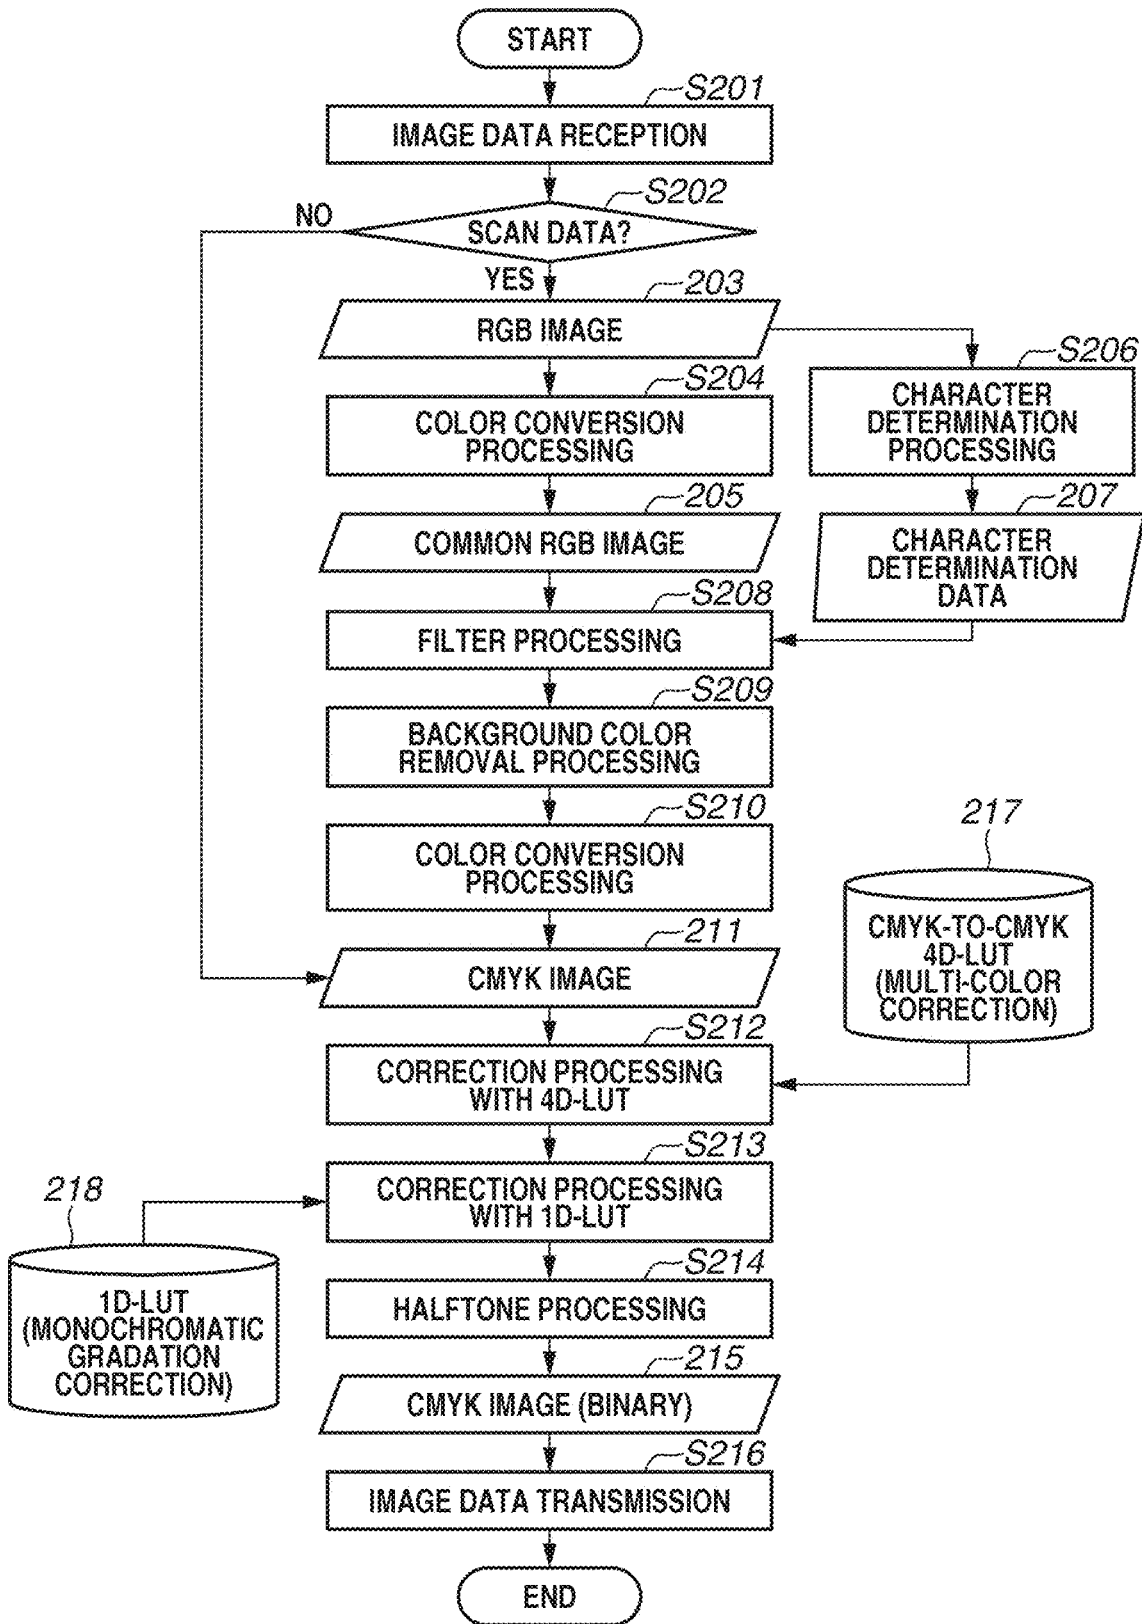 START
S201
IMAGE DATA RECEPTION
S202
NO
SCAN DATA?
YES
203
RGB IMAGE
S204
COLOR CONVERSION
PROCESSING
S206
CHARACTER
DETERMINATION
PROCESSING
205
COMMON RGB IMAGE
207
CHARACTER
DETERMINATION
DATA
S208
FILTER PROCESSING
S209
BACKGROUND COLOR
REMOVAL PROCESSING
S210
COLOR CONVERSION
PROCESSING
211
CMYK IMAGE
217
CMYK-TO-CMYK
4D-LUT
(MULTI-COLOR
CORRECTION)
S212
CORRECTION PROCESSING
WITH 4D-LUT
S213
CORRECTION PROCESSING
WITH 1D-LUT
218
1D-LUT
(MONOCHROMATIC
GRADATION
CORRECTION)
S214
HALFTONE PROCESSING
215
CMYK IMAGE (BINARY)
S216
IMAGE DATA TRANSMISSION
END